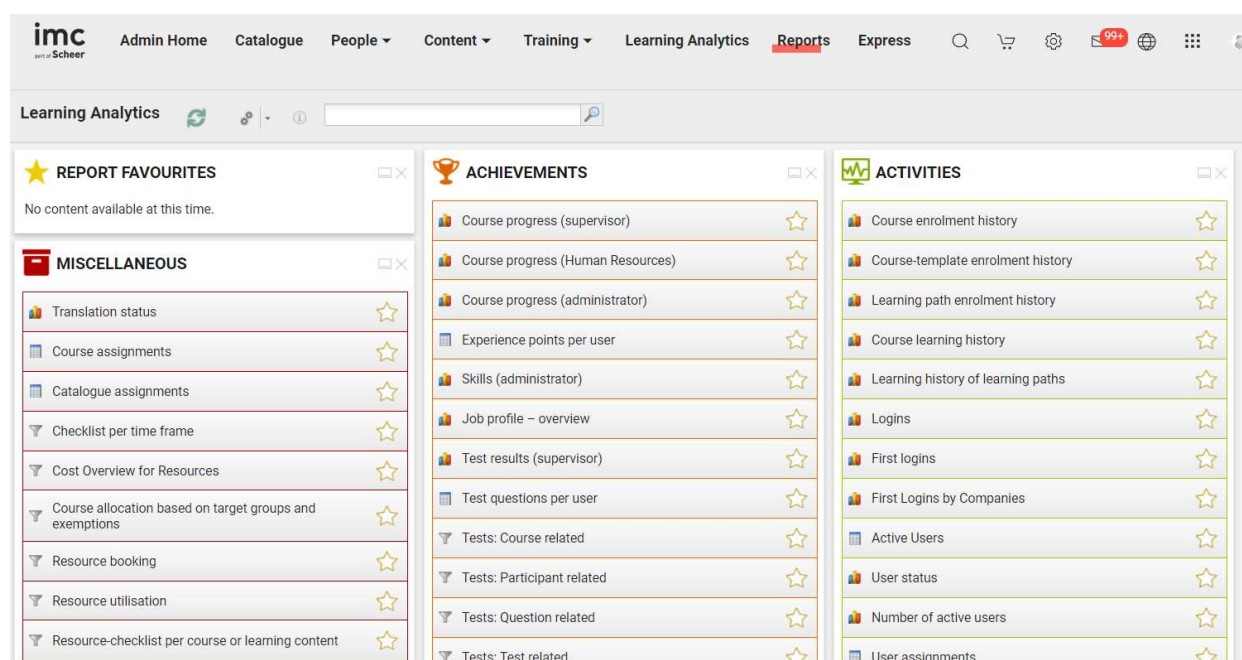 imc
part of Scheer
Admin Home Catalogue People Content Training Learning Analytics Reports Express 99+
Learning Analytics
REPORT FAVOURITES
No content available at this time.
MISCELLANEOUS
Translation status
Course assignments
Catalogue assignments
Checklist per time frame
Cost Overview for Resources
Course allocation based on target groups and
exemptions
Resource booking
Resource utilisation
Resource-checklist per course or learning content
ACHIEVEMENTS
Course progress (supervisor)
Course progress (Human Resources)
Course progress (administrator)
Experience points per user
Skills (administrator)
Job profile – overview
Test results (supervisor)
Test questions per user
Tests: Course related
Tests: Participant related
Tests: Question related
Tests: Test related
ACTIVITIES
Course enrolment history
Course-template enrolment history
Learning path enrolment history
Course learning history
Learning history of learning paths
Logins
First logins
First Logins by Companies
Active Users
User status
Number of active users
User assignments